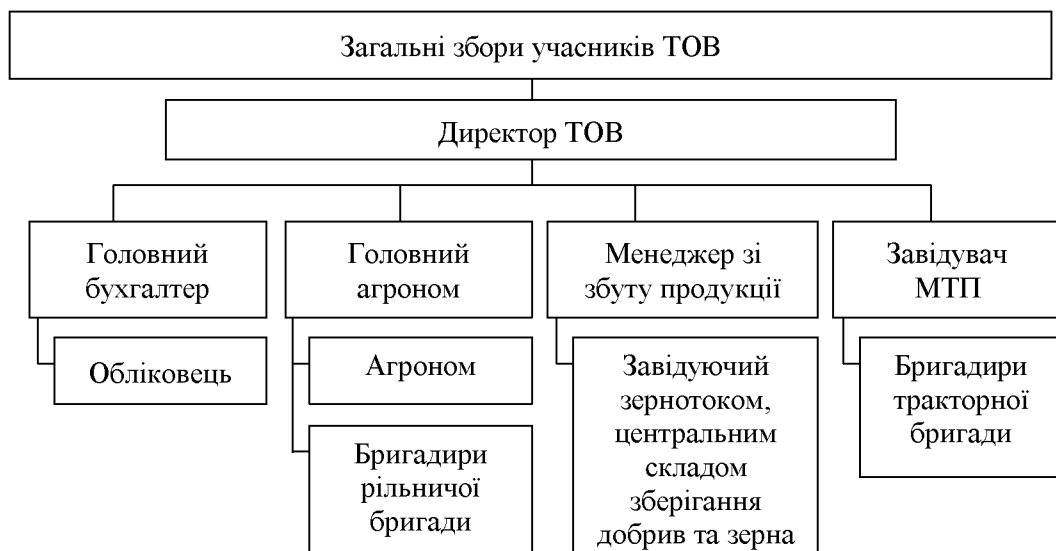 Загальні збори учасників ТОВ
Директор ТОВ
Головний
бухгалтер
Обліковець
Головний
агроном
Агроном
Бригадири
рільничої
бригади
Менеджер зі
збуту продукції
Завідуючий
зернотоком,
центральним
складом
зберігання
добрив та зерна
Завідувач
МТП
Бригадири
тракторної
бригади